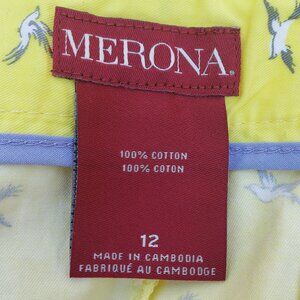 MERONA.
100% COTTON
100% COTON
12
MADE IN CAMBODIA
FABRIQUÉ AU CAMBODGE